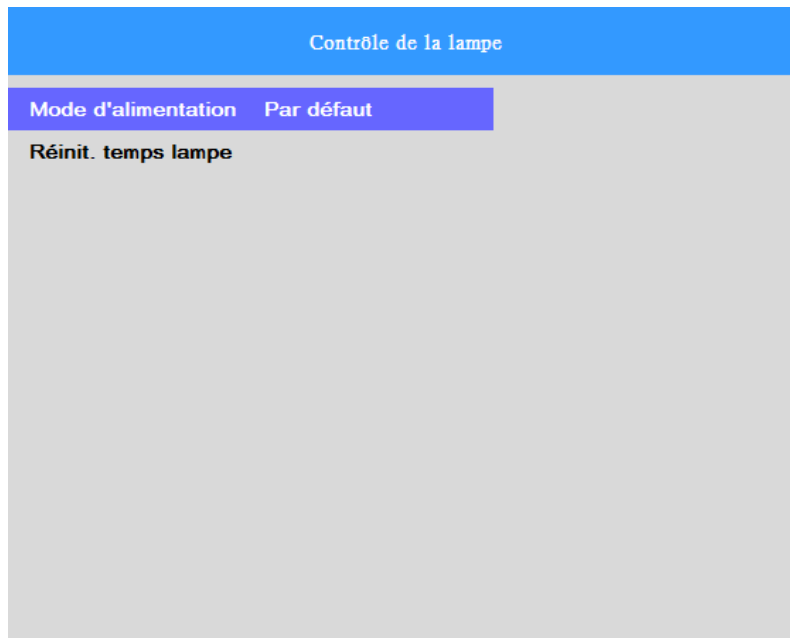 Contrôle de la lampe
Mode d'alimentation Par défaut
Réinit. temps lampe